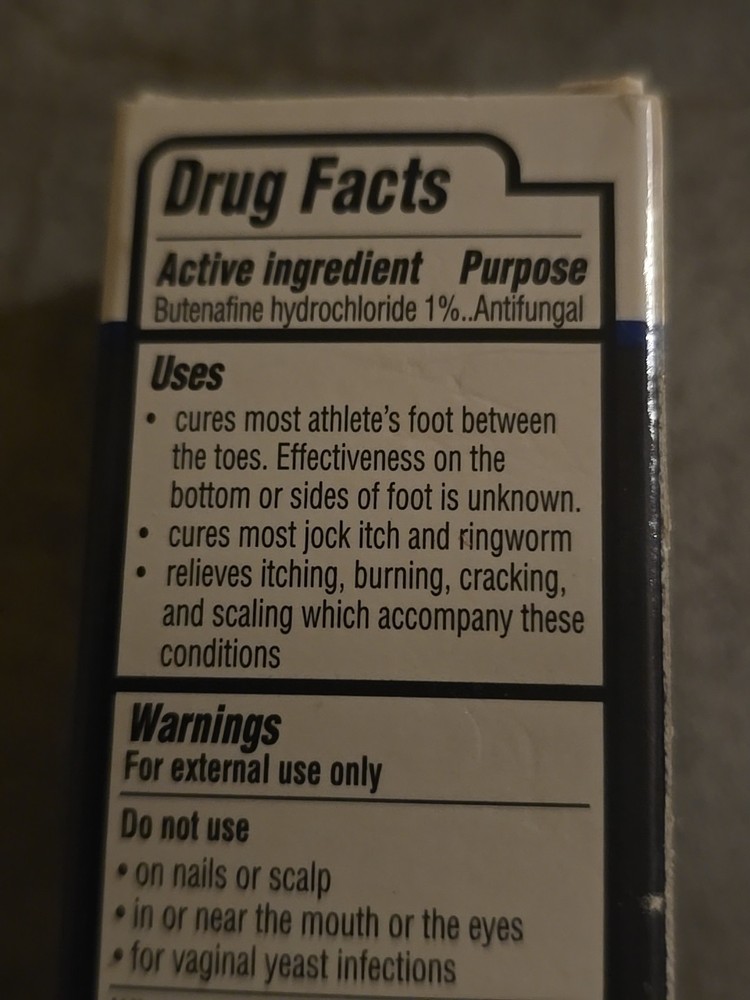 Drug Facts
Active ingredient Purpose
Butenafine hydrochloride 1%..Antifungal
Uses
• cures most athlete's foot between
the toes. Effectiveness on the
bottom or sides of foot is unknown.
• cures most jock itch and ringworm
• relieves itching, burning, cracking,
and scaling which accompany these
conditions
Warnings
For external use only
Do not use
• on nails or scalp
• in or near the mouth or the eyes
• for vaginal yeast infections